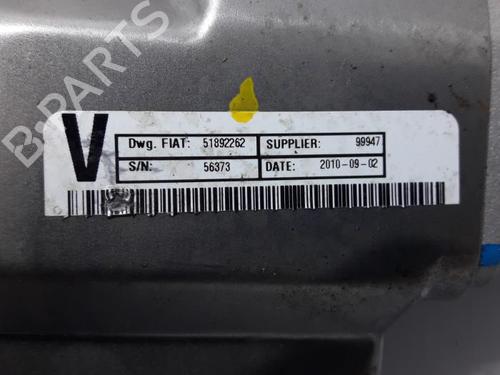 B-PARTS
V
Dwg. FIAT: 51892262 SUPPLIER: 99947
S/N: 56373 DATE: 2010-09-02